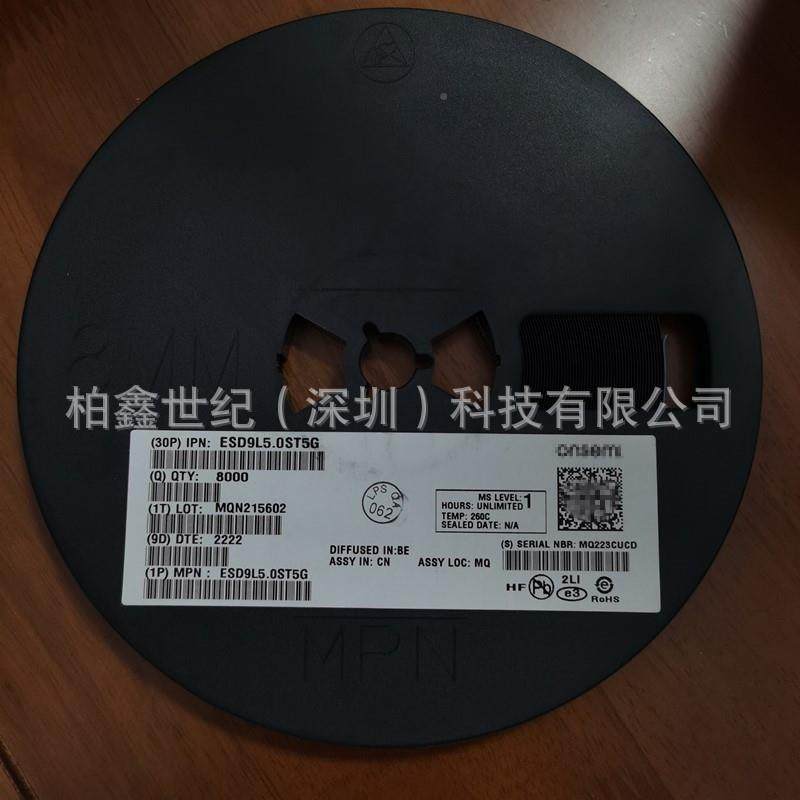 8MM
柏鑫世纪（深圳）科技有限公司
(30P) IPN: ESD9L5.0ST5G
onsemi
(Q) QTY: 8000
(1T) LOT: MQN215602
(9D) DTE: 2222
(1P) MPN : ESD9L5.0ST5G
LPS QA
062
MS LEVEL: 1
HOURS: UNLIMITED
TEMP: 260C
SEALED DATE: N/A
DIFFUSED IN:BE
ASSY IN: CN
ASSY LOC: MQ
(S) SERIAL NBR: MQ223CUCD
HF
Pb
2LI
e3
e
RoHS
MPN